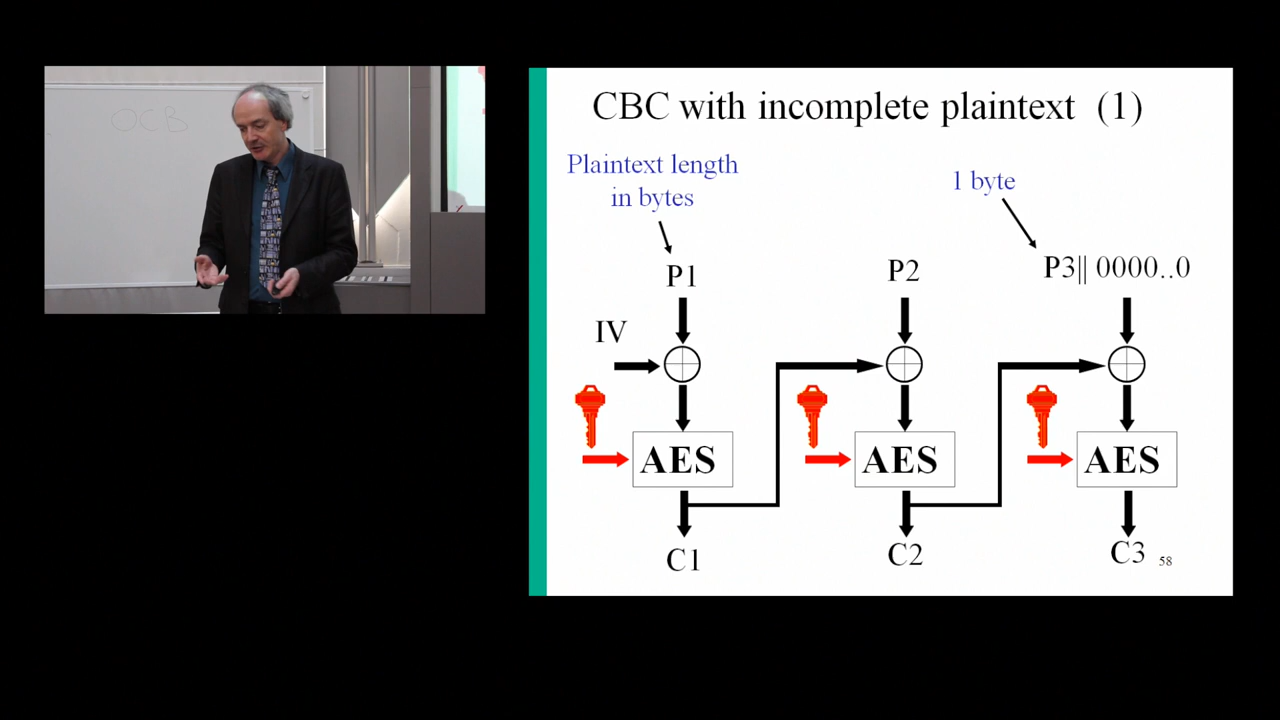 OCB
CBC with incomplete plaintext (1)
Plaintext length
in bytes
1 byte
P1
P2
P3|| 0000..0
IV
AES
AES
AES
C1
C2
C3
58